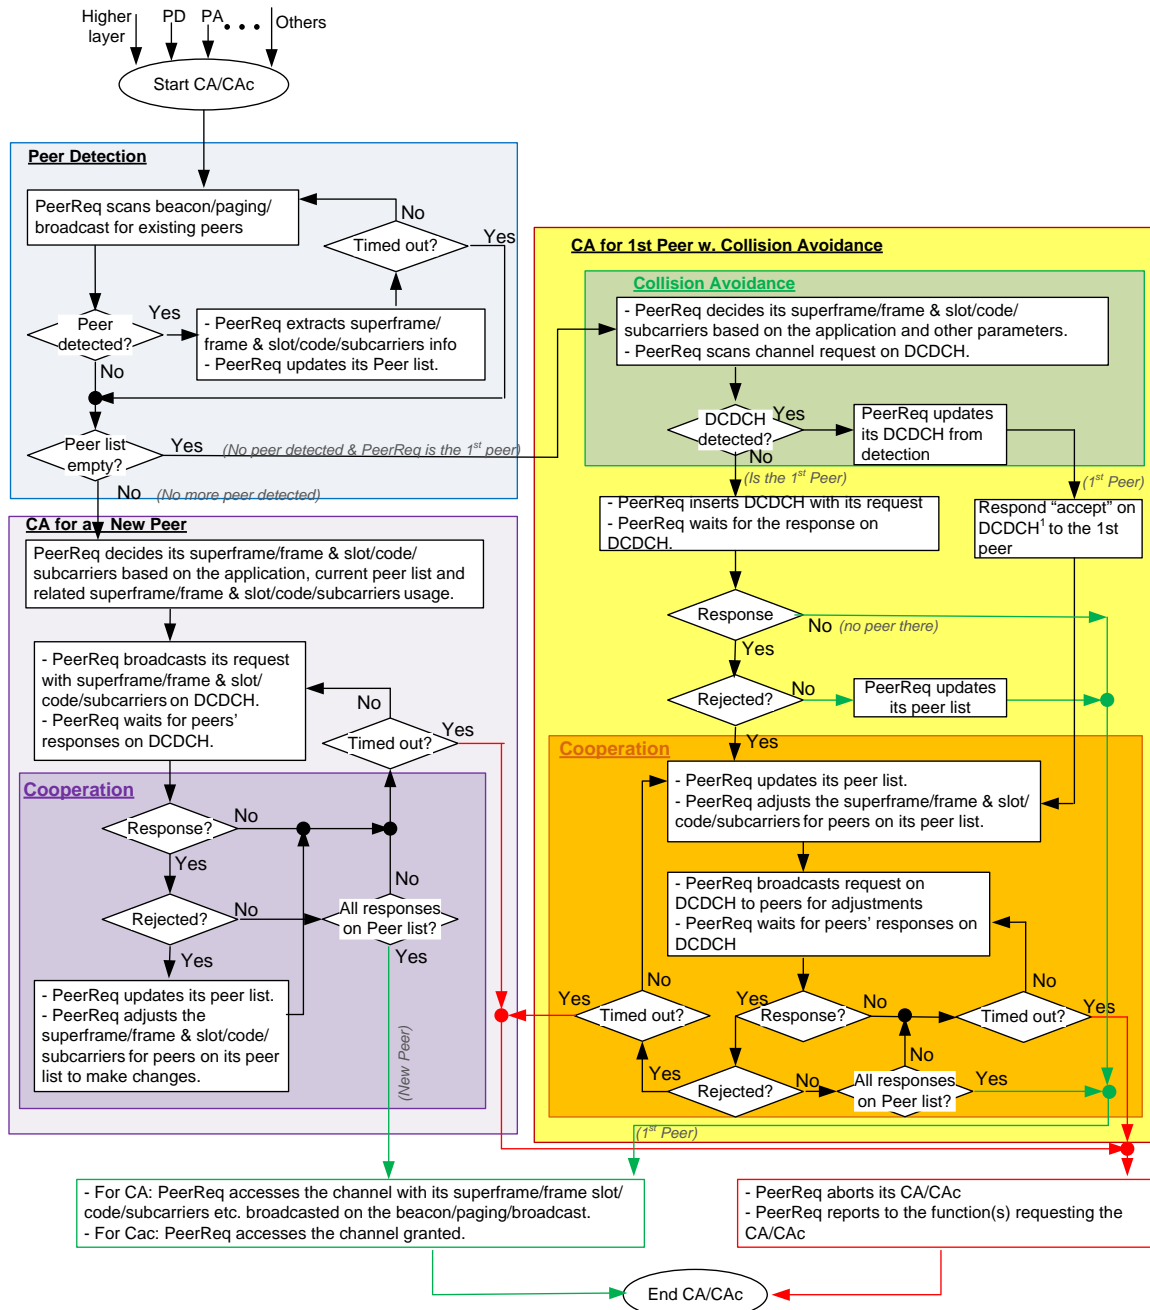 Higher
layer
PD
PA
Others
Start CA/CAc
Peer Detection
PeerReq scans beacon/paging/
broadcast for existing peers
No
Timed out?
Yes
Peer
detected?
Yes
- PeerReq extracts superframe/
frame & slot/code/subcarriers info
- PeerReq updates its Peer list.
No
Peer list
empty?
Yes
(No peer detected & PeerReq is the 1st peer)
No
(No more peer detected)
CA for 1st Peer w. Collision Avoidance
Collision Avoidance
- PeerReq decides its superframe/frame & slot/code/
subcarriers based on the application and other parameters.
- PeerReq scans channel request on DCDCH.
DCDCH
detected?
Yes
PeerReq updates
its DCDCH from
detection
No
(Is the 1st Peer)
(1st Peer)
- PeerReq inserts DCDCH with its request
- PeerReq waits for the response on
DCDCH.
Respond “accept” on
DCDCH1 to the 1st
peer
Response
No
(no peer there)
Yes
Rejected?
No
PeerReq updates
its peer list
Yes
Cooperation
- PeerReq updates its peer list.
- PeerReq adjusts the superframe/frame & slot/
code/subcarriers for peers on its peer list.
- PeerReq broadcasts request on
DCDCH to peers for adjustments
- PeerReq waits for peers’ responses on
DCDCH
No
No
Yes
Timed out?
Yes
Response?
No
Timed out?
Yes
Yes
Rejected?
No
No
All responses
on Peer list?
Yes
(1st Peer)
CA for a New Peer
PeerReq decides its superframe/frame & slot/code/
subcarriers based on the application, current peer list and
related superframe/frame & slot/code/subcarriers usage.
- PeerReq broadcasts its request
with superframe/frame & slot/
code/subcarriers on DCDCH.
- PeerReq waits for peers’
responses on DCDCH.
No
Timed out?
Yes
Cooperation
Response?
No
Yes
No
Rejected?
No
All responses
on Peer list?
Yes
Yes
- PeerReq updates its peer list.
- PeerReq adjusts the
superframe/frame & slot/code/
subcarriers for peers on its peer
list to make changes.
(New Peer)
- For CA: PeerReq accesses the channel with its superframe/frame slot/
code/subcarriers etc. broadcasted on the beacon/paging/broadcast.
- For Cac: PeerReq accesses the channel granted.
- PeerReq aborts its CA/CAc
- PeerReq reports to the function(s) requesting the
CA/CAc
End CA/CAc